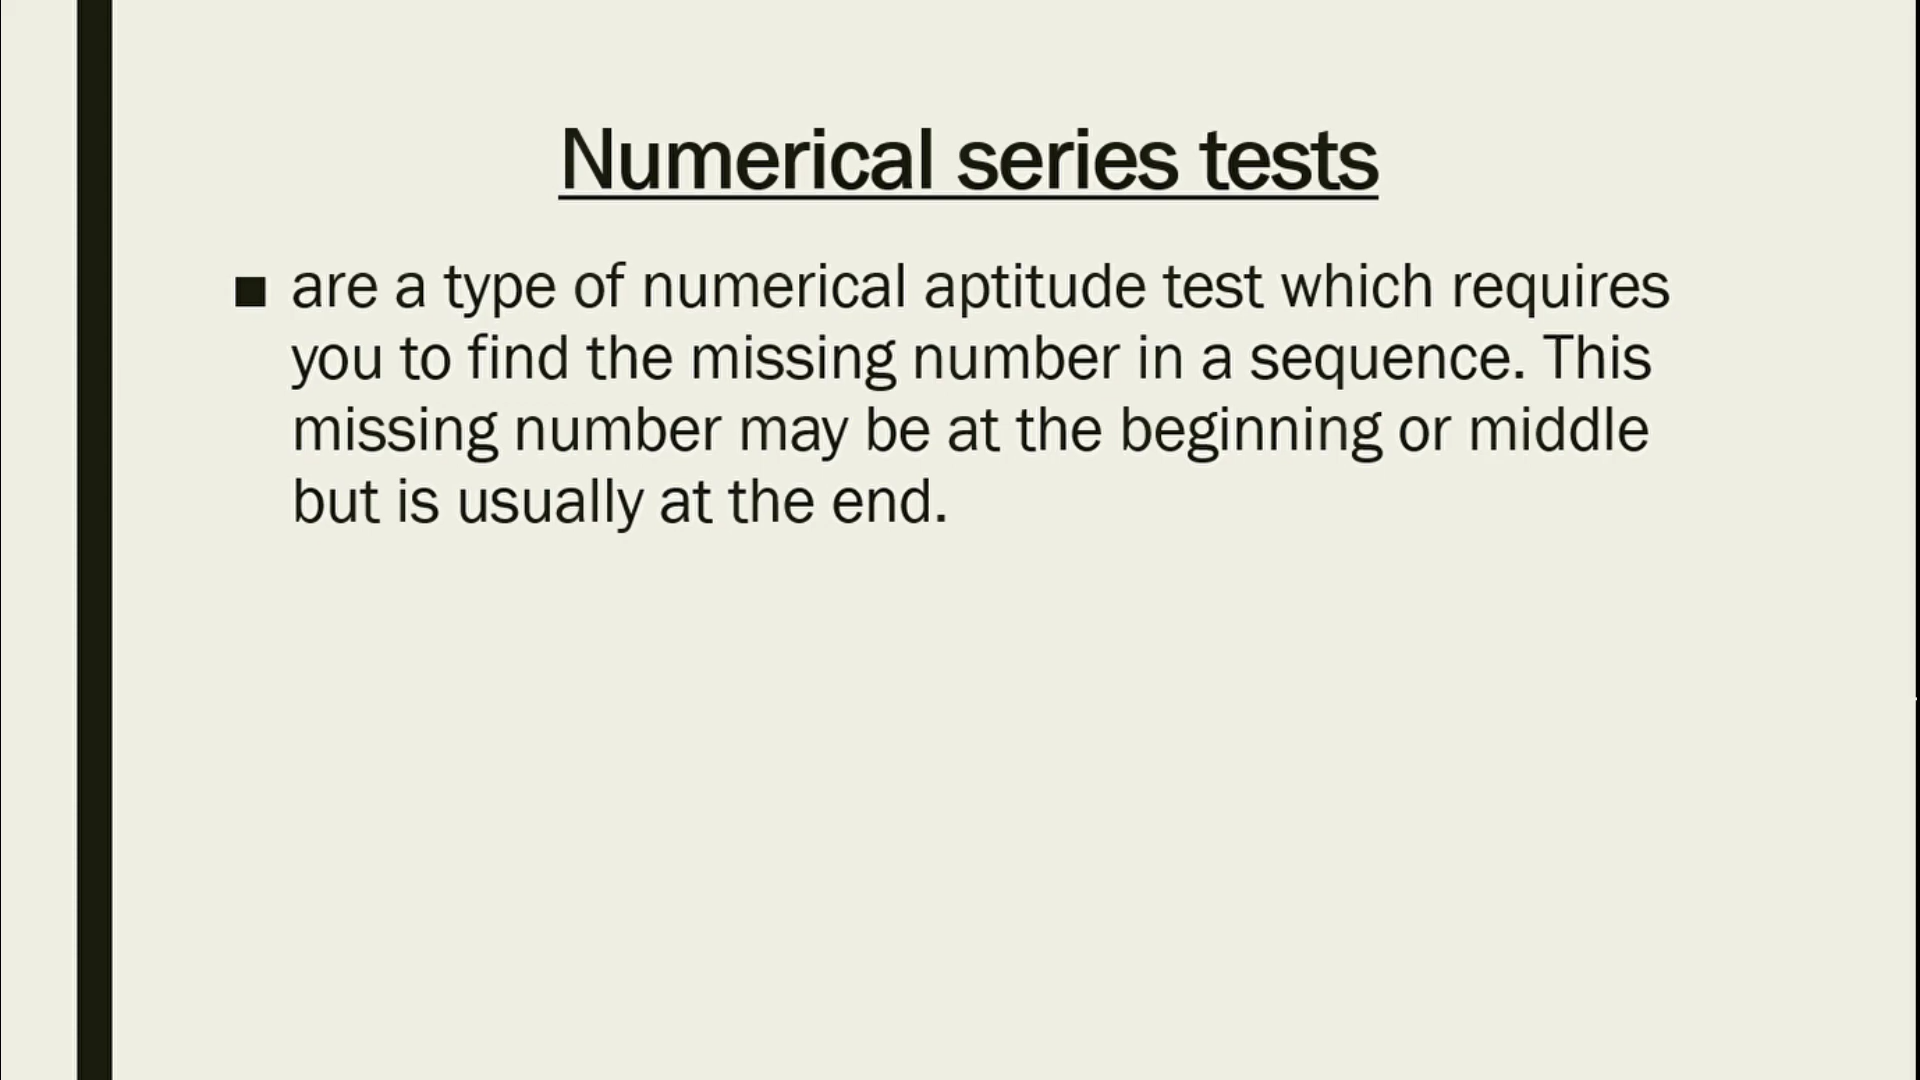 Numerical series tests
are a type of numerical aptitude test which requires
you to find the missing number in a sequence. This
missing number may be at the beginning or middle
but is usually at the end.